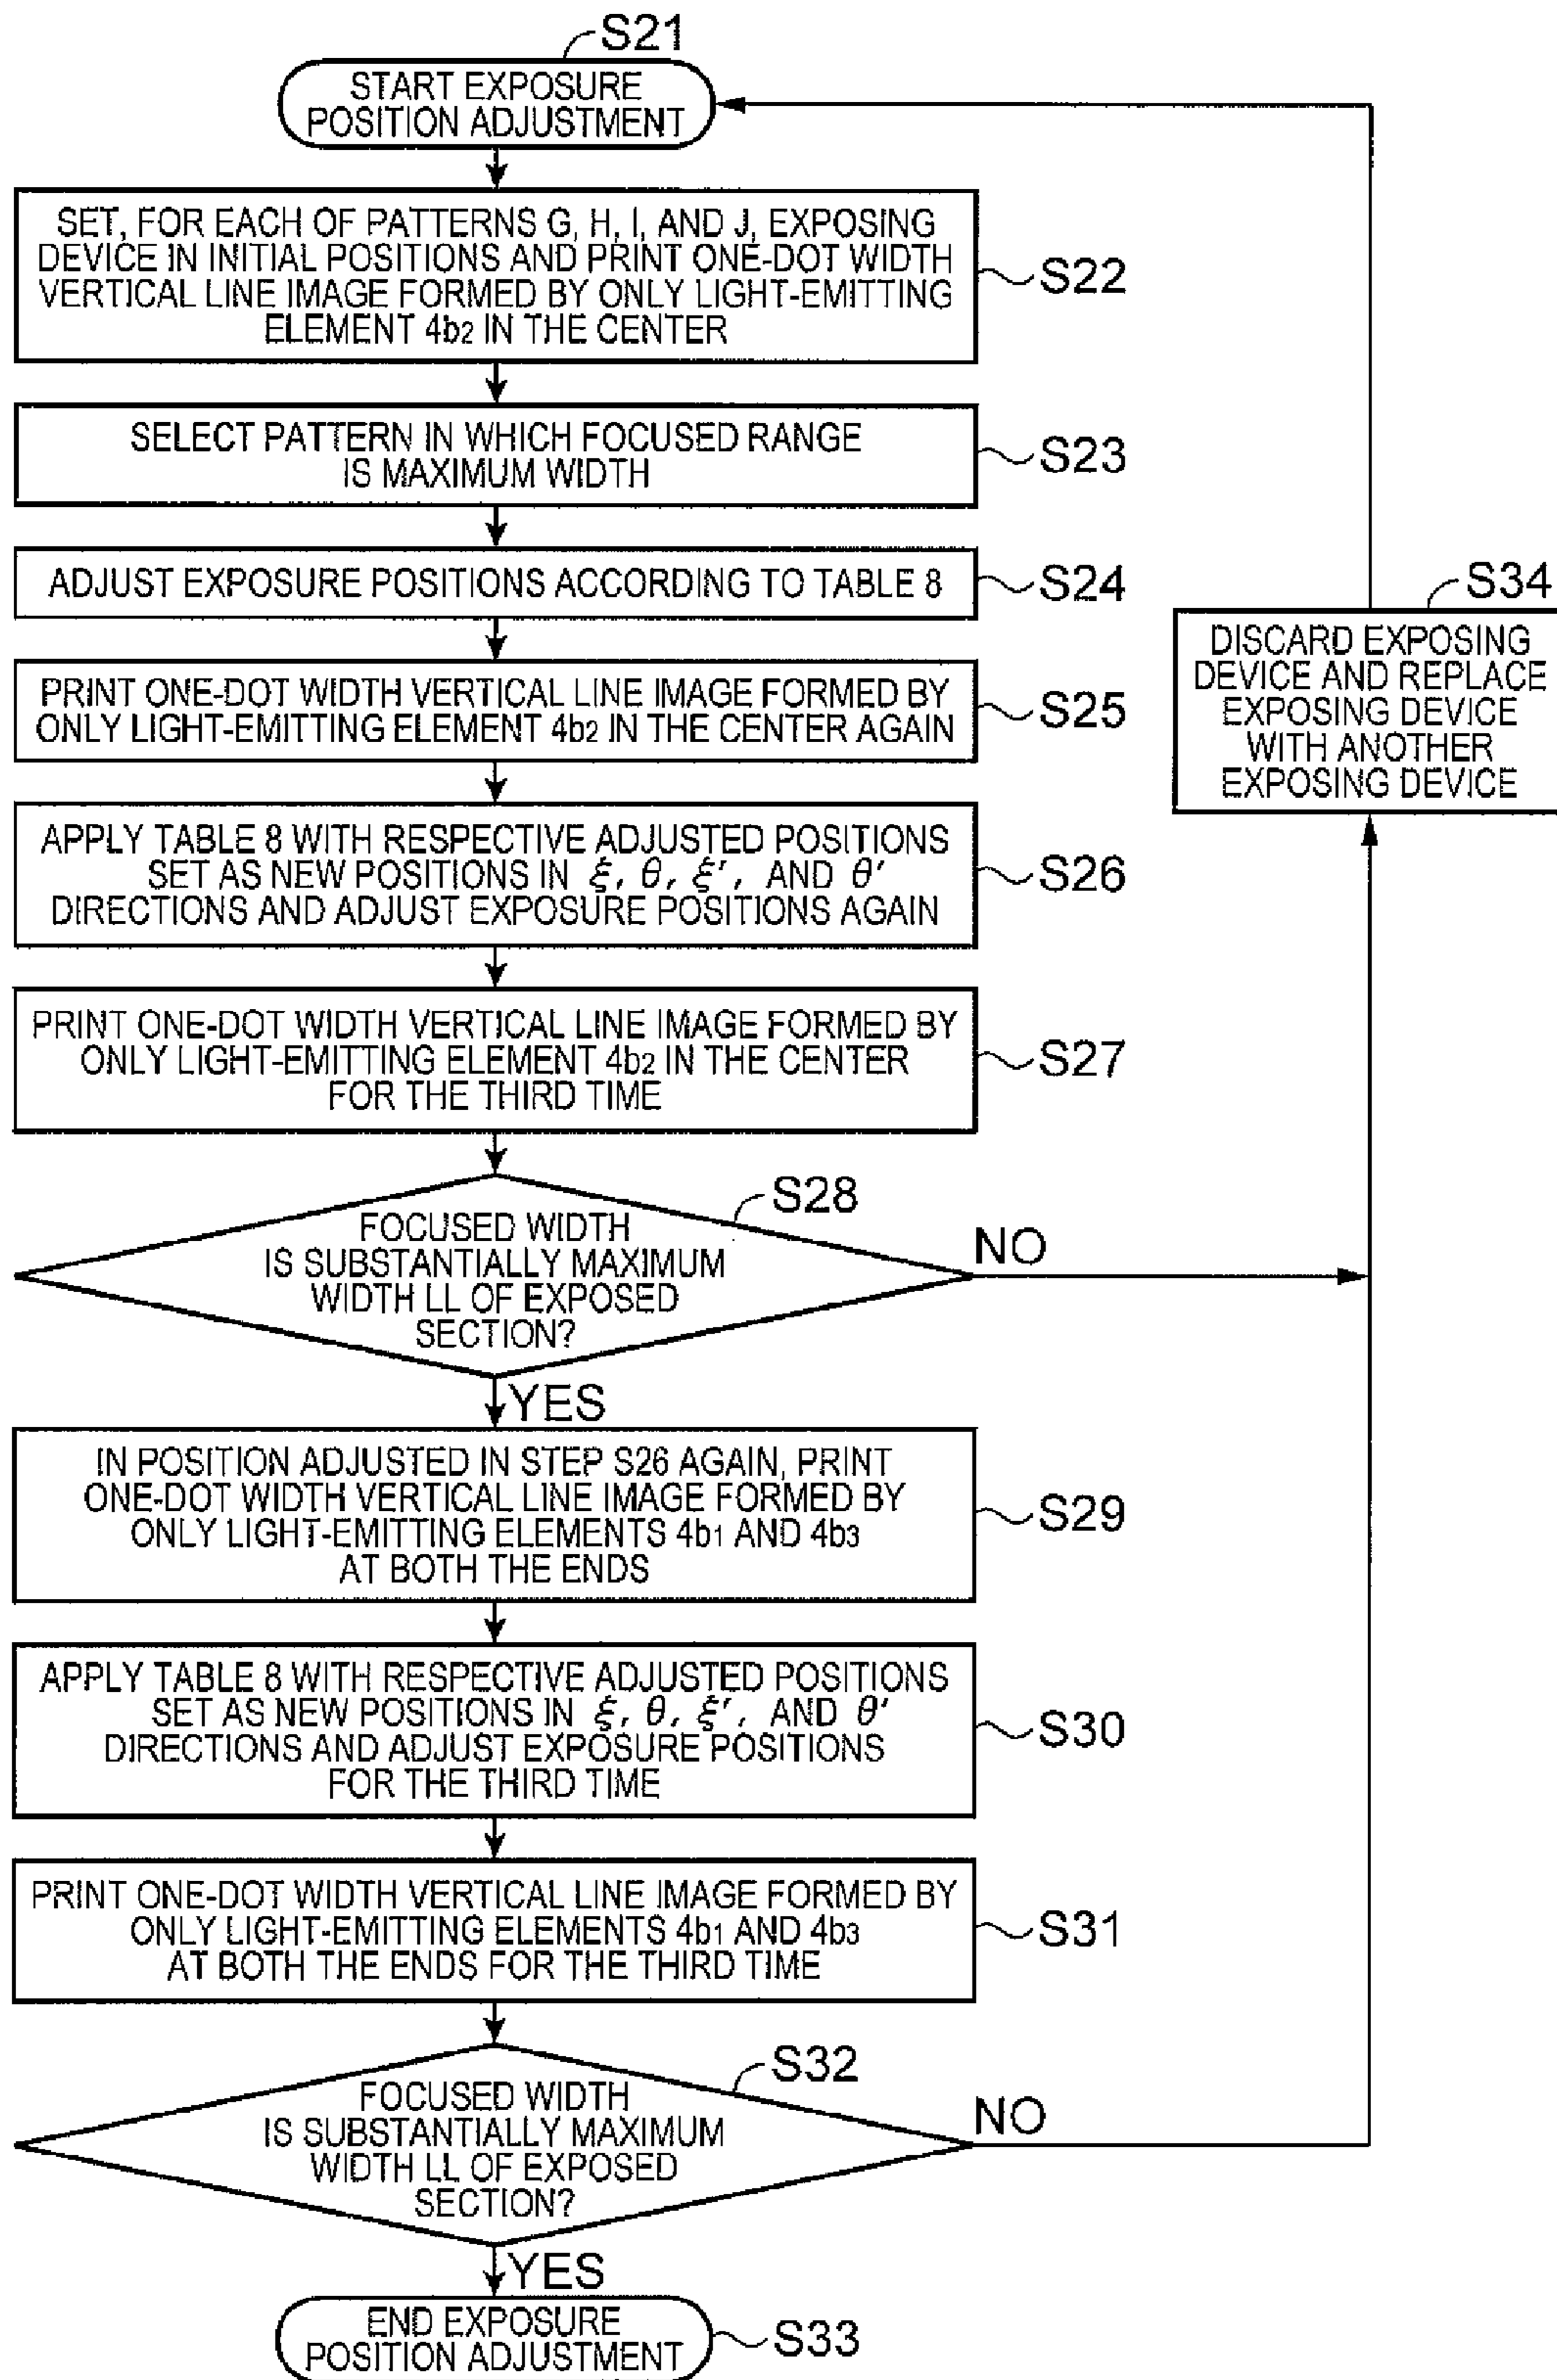 S21
START EXPOSURE
POSITION ADJUSTMENT
SET, FOR EACH OF PATTERNS G, H, I, AND J, EXPOSING
DEVICE IN INITIAL POSITIONS AND PRINT ONE-DOT WIDTH
VERTICAL LINE IMAGE FORMED BY ONLY LIGHT-EMITTING
ELEMENT 4b2 IN THE CENTER
S22
SELECT PATTERN IN WHICH FOCUSED RANGE
IS MAXIMUM WIDTH
S23
ADJUST EXPOSURE POSITIONS ACCORDING TO TABLE 8
S24
PRINT ONE-DOT WIDTH VERTICAL LINE IMAGE FORMED BY
ONLY LIGHT-EMITTING ELEMENT 4b2 IN THE CENTER AGAIN
S25
S34
DISCARD EXPOSING
DEVICE AND REPLACE
EXPOSING DEVICE
WITH ANOTHER
EXPOSING DEVICE
APPLY TABLE 8 WITH RESPECTIVE ADJUSTED POSITIONS
SET AS NEW POSITIONS IN ξ, θ, ξ′, AND θ′
DIRECTIONS AND ADJUST EXPOSURE POSITIONS AGAIN
S26
PRINT ONE-DOT WIDTH VERTICAL LINE IMAGE FORMED BY
ONLY LIGHT-EMITTING ELEMENT 4b2 IN THE CENTER
FOR THE THIRD TIME
S27
S28
FOCUSED WIDTH
IS SUBSTANTIALLY MAXIMUM
WIDTH LL OF EXPOSED
SECTION?
NO
YES
IN POSITION ADJUSTED IN STEP S26 AGAIN, PRINT
ONE-DOT WIDTH VERTICAL LINE IMAGE FORMED BY
ONLY LIGHT-EMITTING ELEMENTS 4b1 AND 4b3
AT BOTH THE ENDS
S29
APPLY TABLE 8 WITH RESPECTIVE ADJUSTED POSITIONS
SET AS NEW POSITIONS IN ξ, θ, ξ′, AND θ′
DIRECTIONS AND ADJUST EXPOSURE POSITIONS
FOR THE THIRD TIME
S30
PRINT ONE-DOT WIDTH VERTICAL LINE IMAGE FORMED BY
ONLY LIGHT-EMITTING ELEMENTS 4b1 AND 4b3
AT BOTH THE ENDS FOR THE THIRD TIME
S31
S32
FOCUSED WIDTH
IS SUBSTANTIALLY MAXIMUM
WIDTH LL OF EXPOSED
SECTION?
NO
YES
END EXPOSURE
POSITION ADJUSTMENT
S33